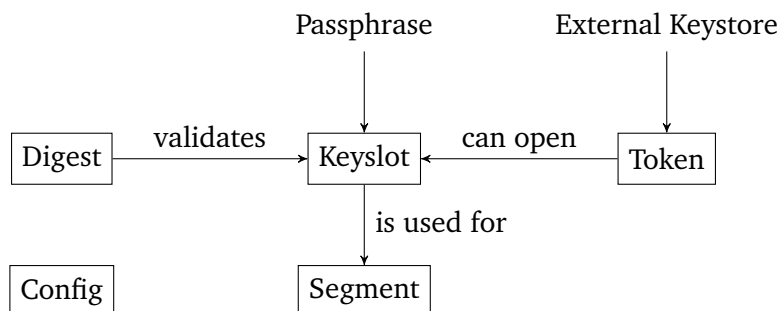 Passphrase External Keystore
validates can open
Digest Keyslot Token
is used for
Config Segment